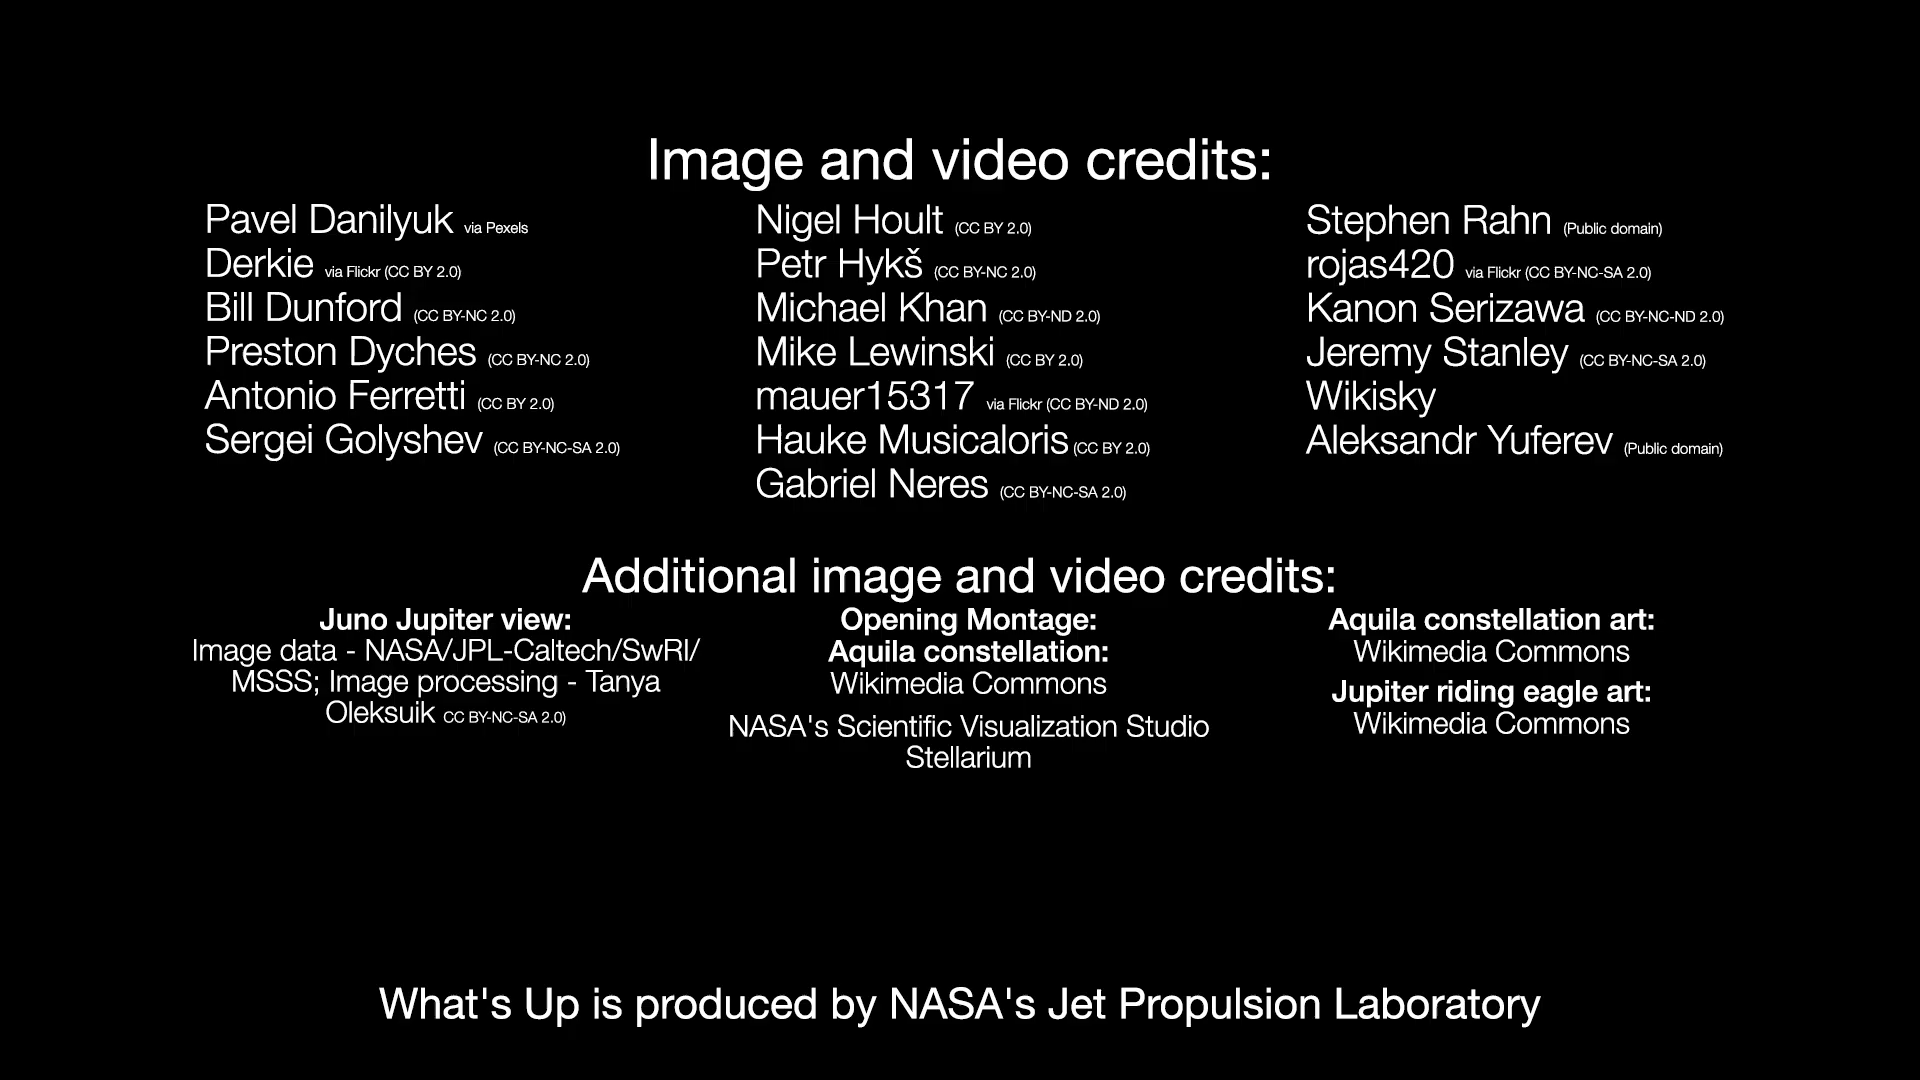 Image and video credits:
Pavel Danilyuk via Pexels
Derkie via Flickr (CC BY 2.0)
Bill Dunford (CC BY-NC 2.0)
Preston Dyches (CC BY-NC 2.0)
Antonio Ferretti (CC BY 2.0)
Sergei Golyshev (CC BY-NC-SA 2.0)
Nigel Hoult (CC BY 2.0)
Petr Hykš (CC BY-NC 2.0)
Michael Khan (CC BY-ND 2.0)
Mike Lewinski (CC BY 2.0)
mauer15317 via Flickr (CC BY-ND 2.0)
Hauke Musicaloris (CC BY 2.0)
Gabriel Neres (CC BY-NC-SA 2.0)
Stephen Rahn (Public domain)
rojas420 via Flickr (CC BY-NC-SA 2.0)
Kanon Serizawa (CC BY-NC-ND 2.0)
Jeremy Stanley (CC BY-NC-SA 2.0)
Wikisky
Aleksandr Yuferev (Public domain)
Additional image and video credits:
Juno Jupiter view:
Image data - NASA/JPL-Caltech/SwRI/
MSSS; Image processing - Tanya
Oleksuik CC BY-NC-SA 2.0)
Opening Montage:
Aquila constellation:
Wikimedia Commons
NASA's Scientific Visualization Studio
Stellarium
Aquila constellation art:
Wikimedia Commons
Jupiter riding eagle art:
Wikimedia Commons
What's Up is produced by NASA's Jet Propulsion Laboratory